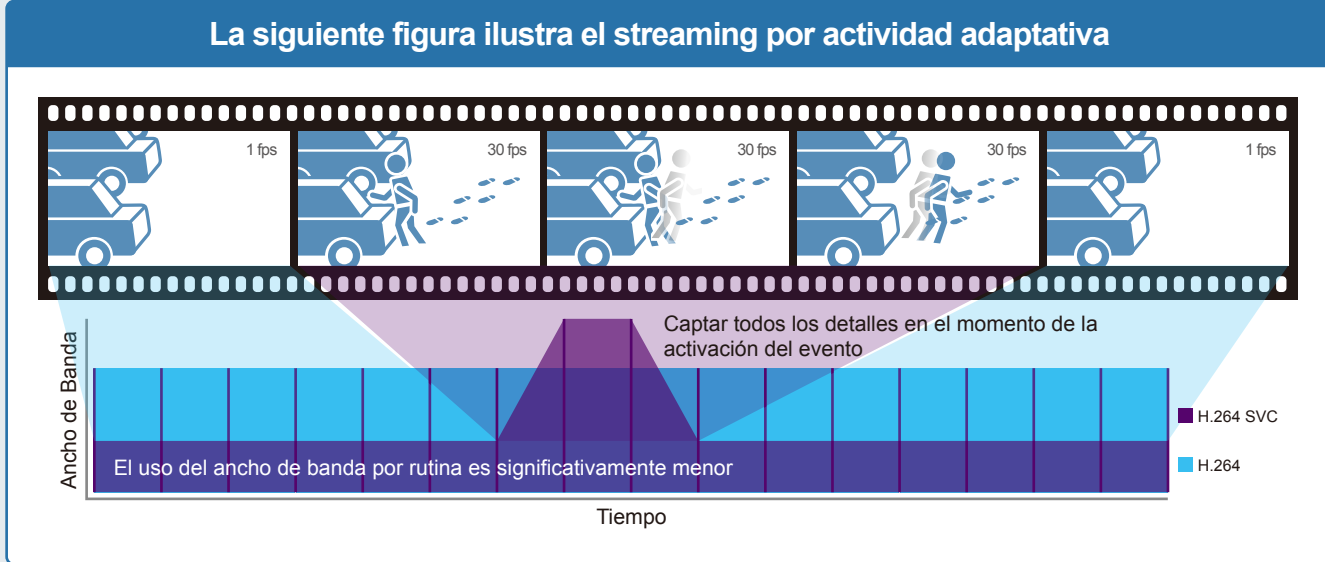 La siguiente figura ilustra el streaming por actividad adaptativa
1 fps
30 fps
30 fps
30 fps
1 fps
Captar todos los detalles en el momento de la
activación del evento
Ancho de Banda
H.264 SVC
El uso del ancho de banda por rutina es significativamente menor
H.264
Tiempo